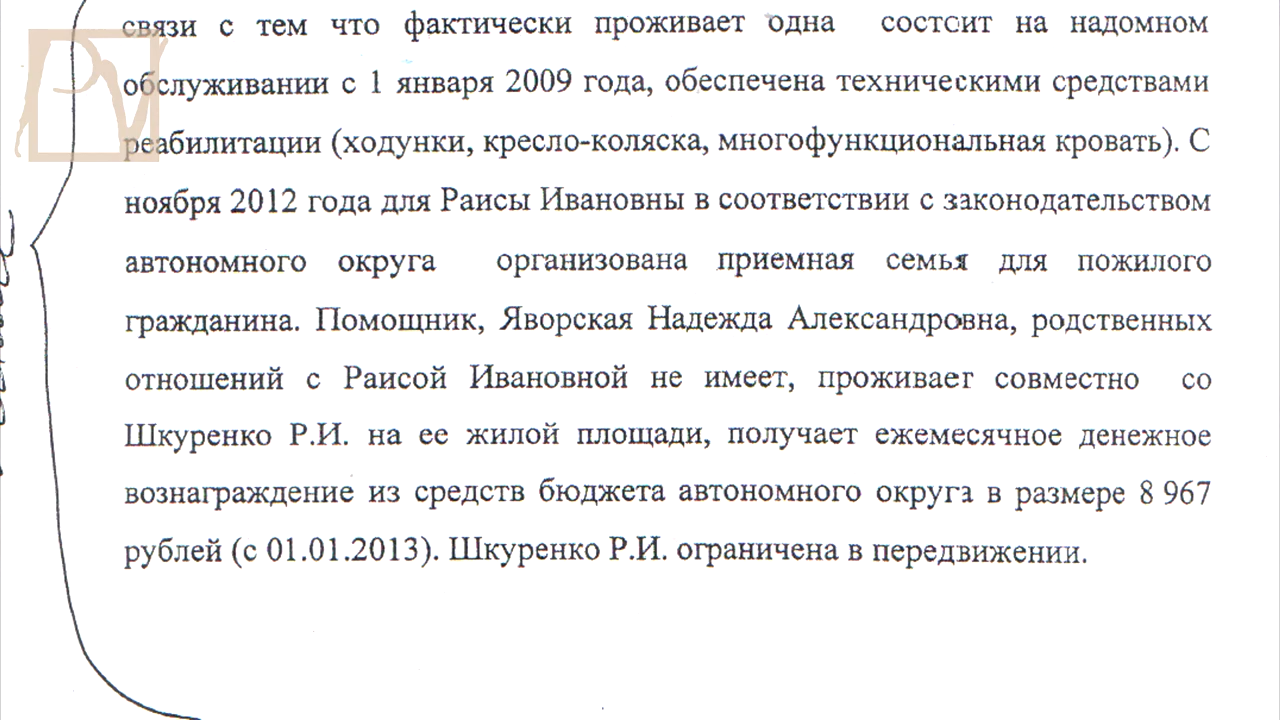 связи с тем что фактически проживает одна состоит на надомном
обслуживании с 1 января 2009 года, обеспечена техническими средствами
реабилитации (ходунки, кресло-коляска, многофункциональная кровать). С
ноября 2012 года для Раисы Ивановны в соответствии с законодательством
автономного округа организована приемная семья для пожилого
гражданина. Помощник, Яворская Надежда Александровна, родственных
отношений с Раисой Ивановной не имеет, проживает совместно со
Шкуренко Р.И. на ее жилой площади, получает ежемесячное денежное
вознаграждение из средств бюджета автономного округа в размере 8 967
рублей (с 01.01.2013). Шкуренко Р.И. ограничена в передвижении.